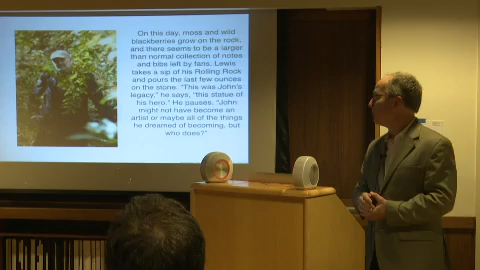 On this day, moss and wild
blackberries grow on the rock,
and there seems to be a larger
than normal collection of notes
and bits left by fans. Lewis
takes a sip of his Rolling Rock
and pours the last few ounces
on the stone. "This was John's
legacy," he says, "this statue of
his hero." He pauses. "John
might not have become an
artist or maybe all of the things
he dreamed of becoming, but
who does?"